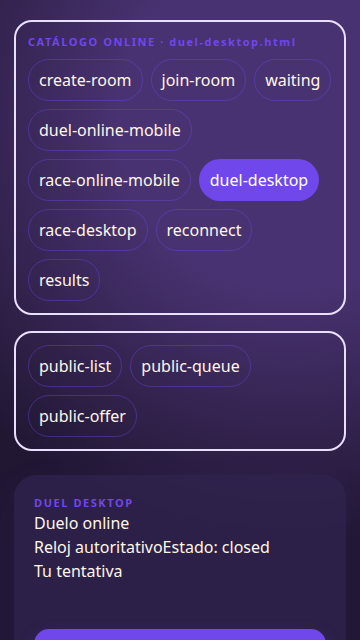 CATÁLOGO ONLINE · duel-desktop.html
create-room join-room waiting
duel-online-mobile
race-online-mobile duel-desktop
race-desktop reconnect
results
public-list public-queue
public-offer
DUEL DESKTOP
Duelo online
Reloj autoritativoEstado: closed
Tu tentativa